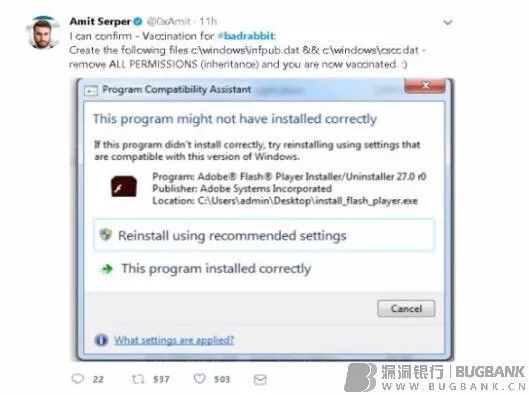 Amit Serper @0xAmit · 11h
I can confirm - Vaccination for #badrabbit:
Create the following files c:\windows\infpub.dat && c:\windows\cscc.dat -
remove ALL PERMISSIONS (inheritance) and you are now vaccinated. :)
Program Compatibility Assistant
This program might not have installed correctly
If this program didn't install correctly, try reinstalling using settings that
are compatible with this version of Windows.
Program: Adobe® Flash® Player Installer/Uninstaller 27.0 r0
Publisher: Adobe Systems Incorporated
Location: C:\Users\admin\Desktop\install_flash_player.exe
Reinstall using recommended settings
This program installed correctly
Cancel
What settings are applied?
22 537 503
漏洞银行 | BUGBANK
WWW.BUGBANK.CN